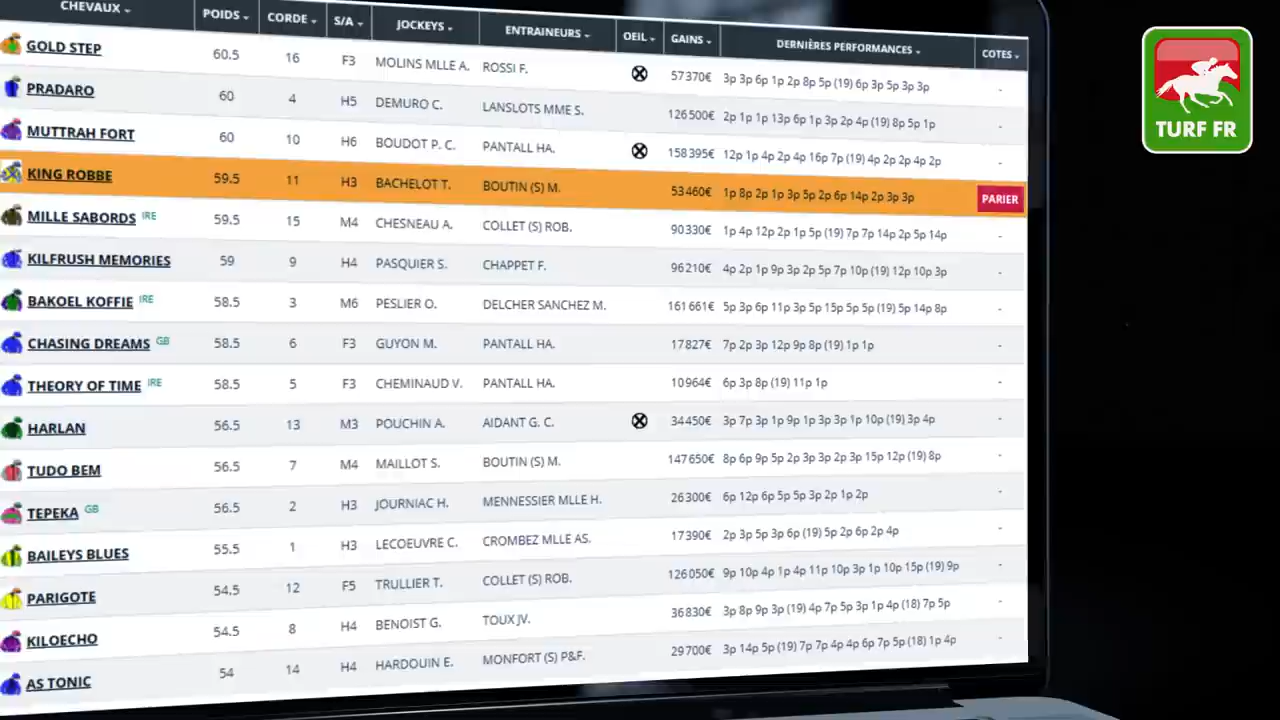 CHEVAUX POIDS CORDE S/A JOCKEYS ENTRAINEURS OEIL GAINS DERNIÈRES PERFORMANCES COTES
GOLD STEP 60.5 16 F3 MOLINS MLLE A. ROSSI F. 57370€ 3p 3p 6p 1p 2p 8p 5p (19) 6p 3p 5p 3p 3p -
PRADARO 60 4 H5 DEMURO C. LANSLOTS MME S. 126500€ 2p 1p 1p 13p 6p 1p 3p 2p 4p (19) 8p 5p 1p -
MUTTRAH FORT 60 10 H6 BOUDOT P. C. PANTALL HA. 158395€ 12p 1p 4p 2p 4p 16p 7p (19) 4p 2p 2p 4p 2p -
KING ROBBE 59.5 11 H3 BACHELOT T. BOUTIN (S) M. 53460€ 1p 8p 2p 1p 3p 5p 2p 6p 14p 2p 3p 3p PARIER
MILLE SABORDS IRE 59.5 15 M4 CHESNEAU A. COLLET (S) ROB. 90330€ 1p 4p 12p 2p 1p 5p (19) 7p 7p 14p 2p 5p 14p -
KILFRUSH MEMORIES 59 9 H4 PASQUIER S. CHAPPET F. 96210€ 4p 2p 1p 9p 3p 2p 5p 7p 10p (19) 12p 10p 3p -
BAKOEL KOFFIE IRE 58.5 3 M6 PESLIER O. DELCHER SANCHEZ M. 161661€ 5p 3p 6p 11p 3p 5p 15p 5p 5p (19) 5p 14p 8p -
CHASING DREAMS GB 58.5 6 F3 GUYON M. PANTALL HA. 17827€ 7p 2p 3p 12p 9p 8p (19) 1p 1p -
THEORY OF TIME IRE 58.5 5 F3 CHEMINAUD V. PANTALL HA. 10964€ 6p 3p 8p (19) 11p 1p -
HARLAN 56.5 13 M3 POUCHIN A. AIDANT G. C. 34450€ 3p 7p 3p 1p 9p 1p 3p 3p 1p 10p (19) 3p 4p -
TUDO BEM 56.5 7 M4 MAILLOT S. BOUTIN (S) M. 147650€ 8p 6p 9p 5p 2p 3p 3p 2p 3p 15p 12p (19) 8p -
TEPEKA GB 56.5 2 H3 JOURNIAC H. MENNESSIER MLLE H. 26300€ 6p 12p 6p 5p 5p 3p 2p 1p 2p -
BAILEYS BLUES 55.5 1 H3 LECOEUVRE C. CROMBEZ MLLE AS. 17390€ 2p 3p 5p 3p 6p (19) 5p 2p 6p 2p 4p -
PARIGOTE 54.5 12 F5 TRULLIER T. COLLET (S) ROB. 126050€ 9p 10p 4p 1p 4p 11p 10p 3p 1p 10p 15p (19) 9p -
KILOECHO 54.5 8 H4 BENOIST G. TOUX JV. 36830€ 3p 8p 9p 3p (19) 4p 7p 5p 3p 1p 4p (18) 7p 5p -
AS TONIC 54 14 H4 HARDOUIN E. MONFORT (S) P&F. 29700€ 3p 14p 5p (19) 7p 7p 4p 4p 6p 7p 5p (18) 1p 4p -
TURF FR